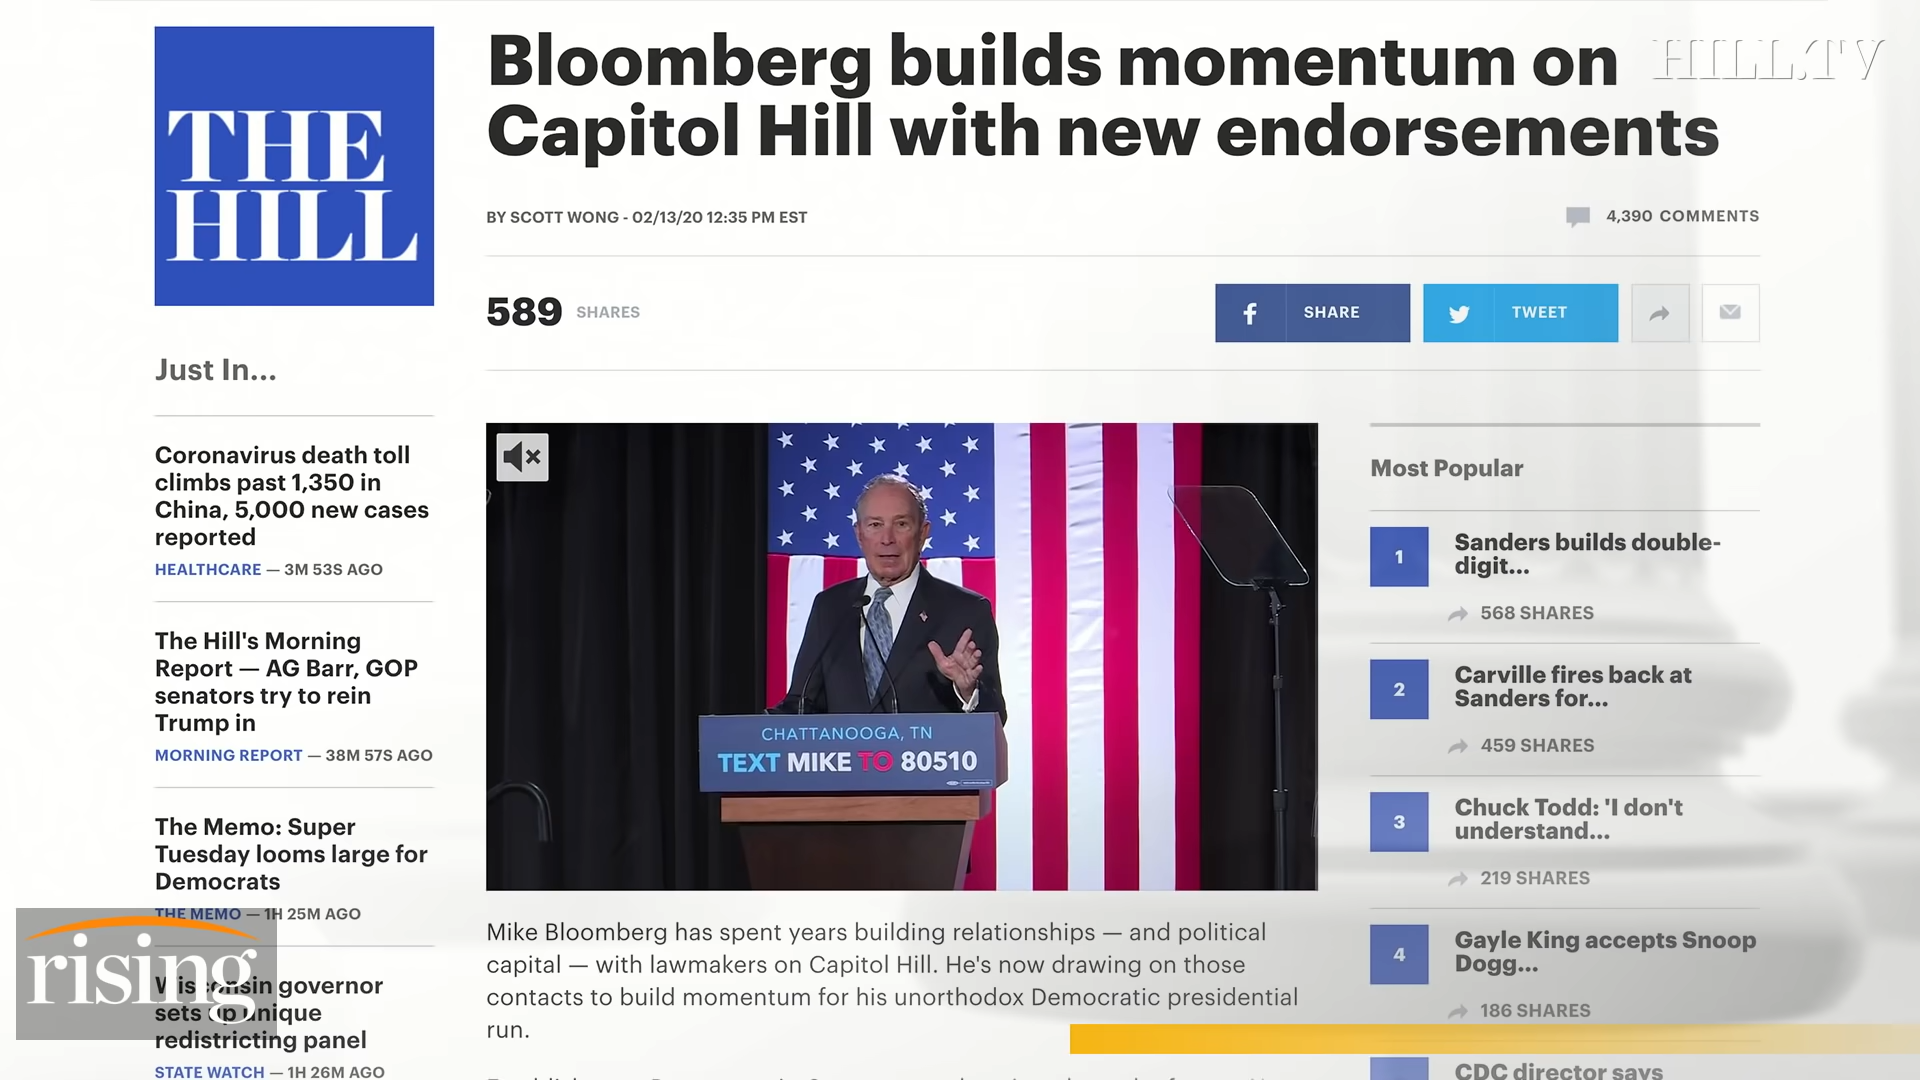 THE
HILL
Bloomberg builds momentum on
Capitol Hill with new endorsements
HILL.TV
BY SCOTT WONG - 02/13/20 12:35 PM EST
4,390 COMMENTS
589 SHARES
SHARE
TWEET
Just In...
Coronavirus death toll
climbs past 1,350 in
China, 5,000 new cases
reported
HEALTHCARE — 3M 53S AGO
The Hill's Morning
Report — AG Barr, GOP
senators try to rein
Trump in
MORNING REPORT — 38M 57S AGO
The Memo: Super
Tuesday looms large for
Democrats
THE MEMO — 1H 25M AGO
Wisconsin governor
sets up unique
redistricting panel
STATE WATCH — 1H 26M AGO
rising
CHATTANOOGA, TN
TEXT MIKE TO 80510
Mike Bloomberg has spent years building relationships — and political
capital — with lawmakers on Capitol Hill. He's now drawing on those
contacts to build momentum for his unorthodox Democratic presidential
run.
Most Popular
1
Sanders builds double-
digit...
568 SHARES
2
Carville fires back at
Sanders for...
459 SHARES
3
Chuck Todd: 'I don't
understand...
219 SHARES
4
Gayle King accepts Snoop
Dogg...
186 SHARES
CDC director says